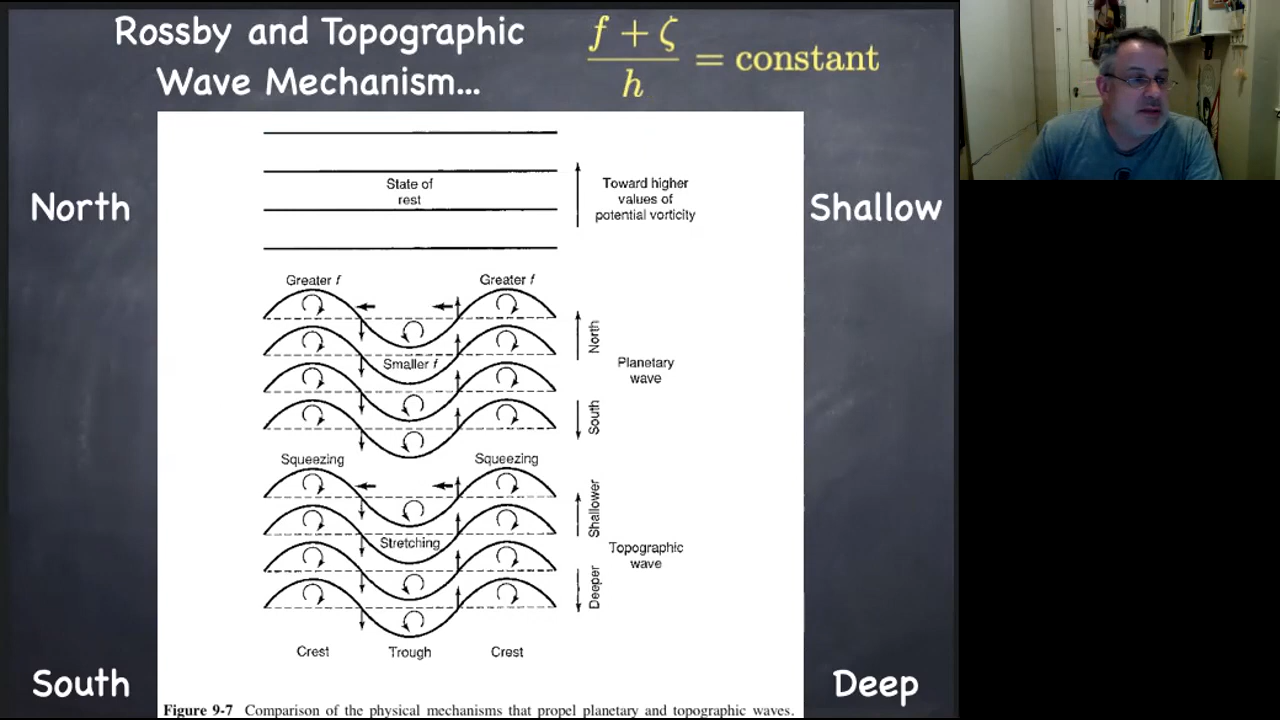 Rossby and Topographic
Wave Mechanism...
f + ζ
h
= constant
North
Shallow
State of
rest
Toward higher
values of
potential vorticity
Greater f
Greater f
North
Smaller f
Planetary
wave
South
Squeezing
Squeezing
Shallower
Stretching
Topographic
wave
Deeper
Crest
Trough
Crest
South
Deep
Figure 9-7 Comparison of the physical mechanisms that propel planetary and topographic waves.